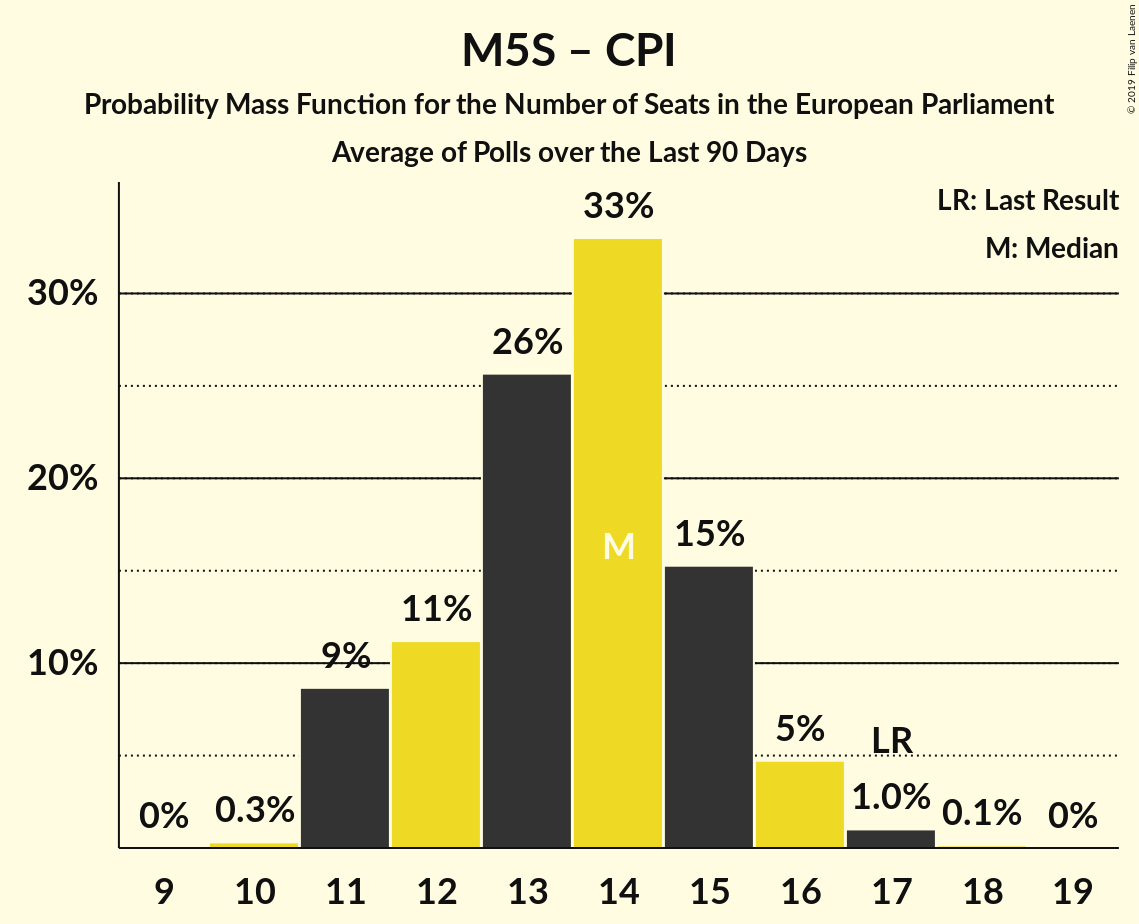 M5S – CPI
Probability Mass Function for the Number of Seats in the European Parliament
Average of Polls over the Last 90 Days
© 2019 Filip van Laenen
LR: Last Result
M: Median
33%
30%
26%
20%
15%
M
11%
9%
10%
5%
LR
1.0%
0.1%
0%
0.3%
0%
9 10 11 12 13 14 15 16 17 18 19